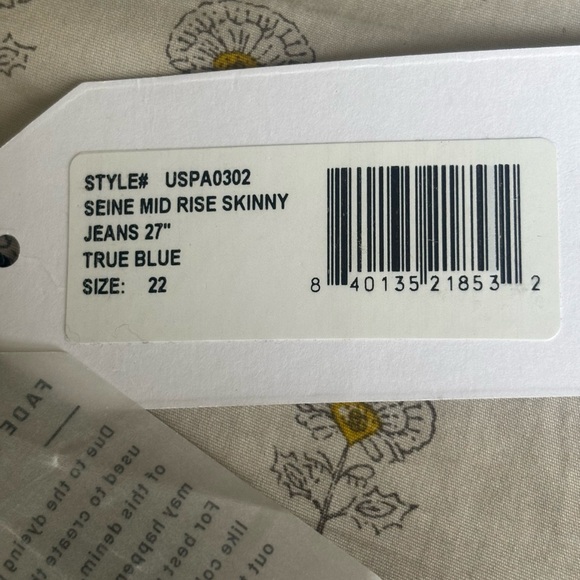 STYLE# USPA0302
SEINE MID RISE SKINNY
JEANS 27"
TRUE BLUE
SIZE: 22
8 40135 21853 2
FADE
Due to the dyeing
used to create t
of this denim
may happen
For best
like co
out